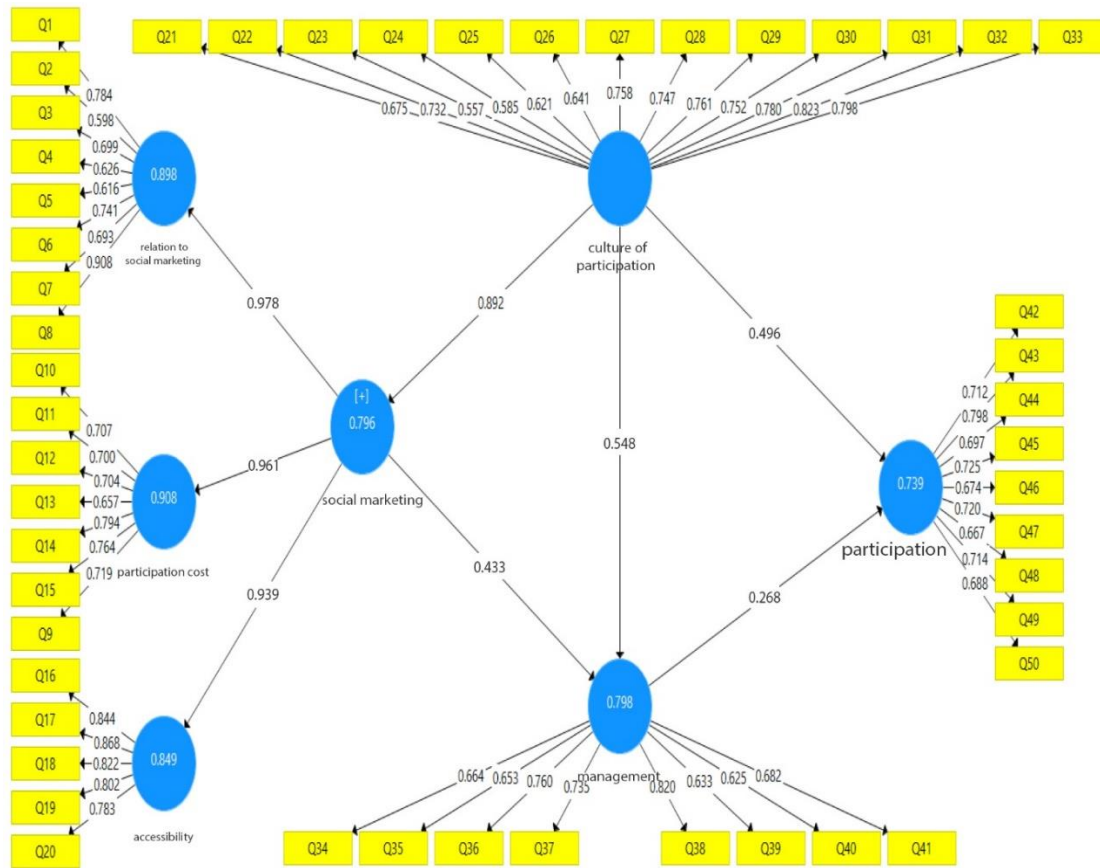 Q1
Q2
Q3
Q4
Q5
Q6
Q7
Q8
0.784
0.598
0.699
0.626
0.616
0.741
0.693
0.908
0.898
relation to
social marketing
Q21
Q22
Q23
Q24
Q25
Q26
Q27
Q28
Q29
Q30
Q31
Q32
Q33
0.675
0.732
0.557
0.585
0.621
0.641
0.758
0.747
0.761
0.752
0.780
0.823
0.798
culture of
participation
0.978
0.892
0.496
0.548
[+]
0.796
social marketing
0.961
0.939
0.433
0.268
Q10
Q11
Q12
Q13
Q14
Q15
Q9
0.707
0.700
0.704
0.657
0.794
0.764
0.719
0.908
participation cost
Q16
Q17
Q18
Q19
Q20
0.844
0.868
0.822
0.802
0.783
0.849
accessibility
Q42
Q43
Q44
Q45
Q46
Q47
Q48
Q49
Q50
0.712
0.798
0.697
0.725
0.674
0.720
0.667
0.714
0.688
0.739
participation
0.798
management
0.664
0.653
0.760
0.735
0.820
0.633
0.625
0.682
Q34
Q35
Q36
Q37
Q38
Q39
Q40
Q41